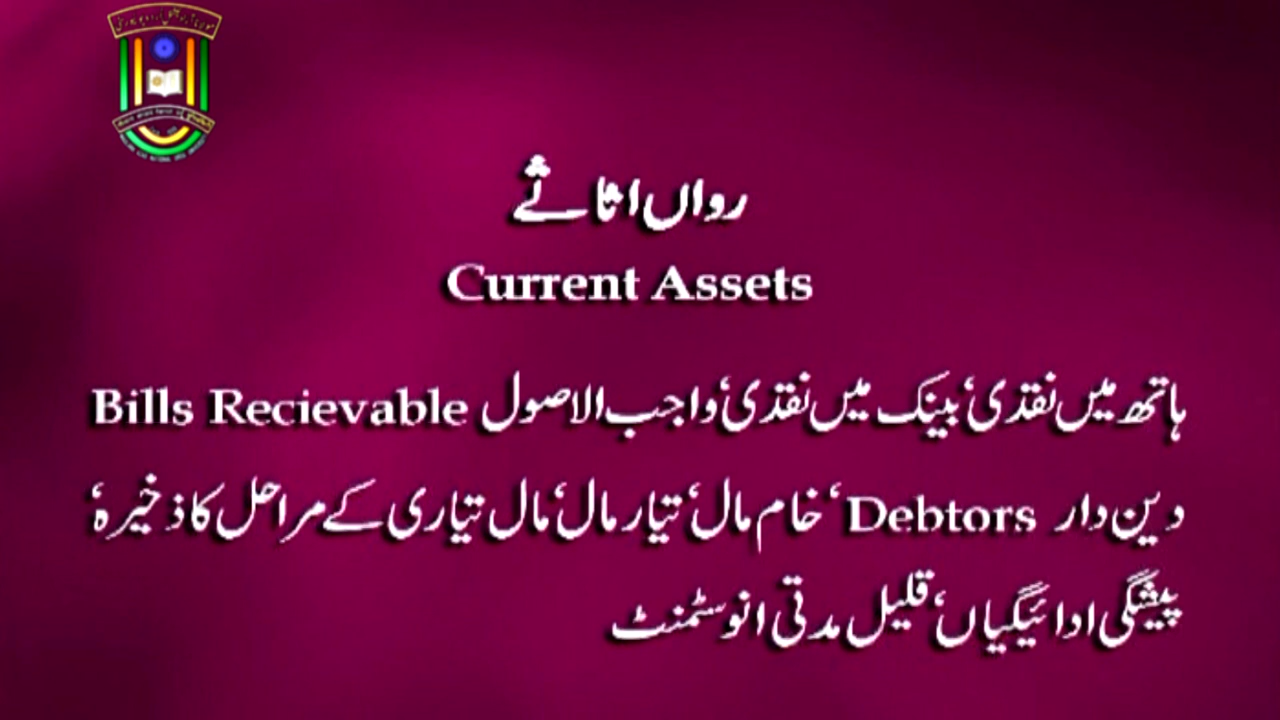 رواں اثاثے
Current Assets
ہاتھ میں نقدی، بینک میں نقدی، واجب الاصول Bills Recievable
دین دار Debtors، خام مال، تیار مال، مال تیاری کے مراحل کا ذخیرہ،
پیشگی ادائیگیاں، قلیل مدتی انوسٹمنٹ